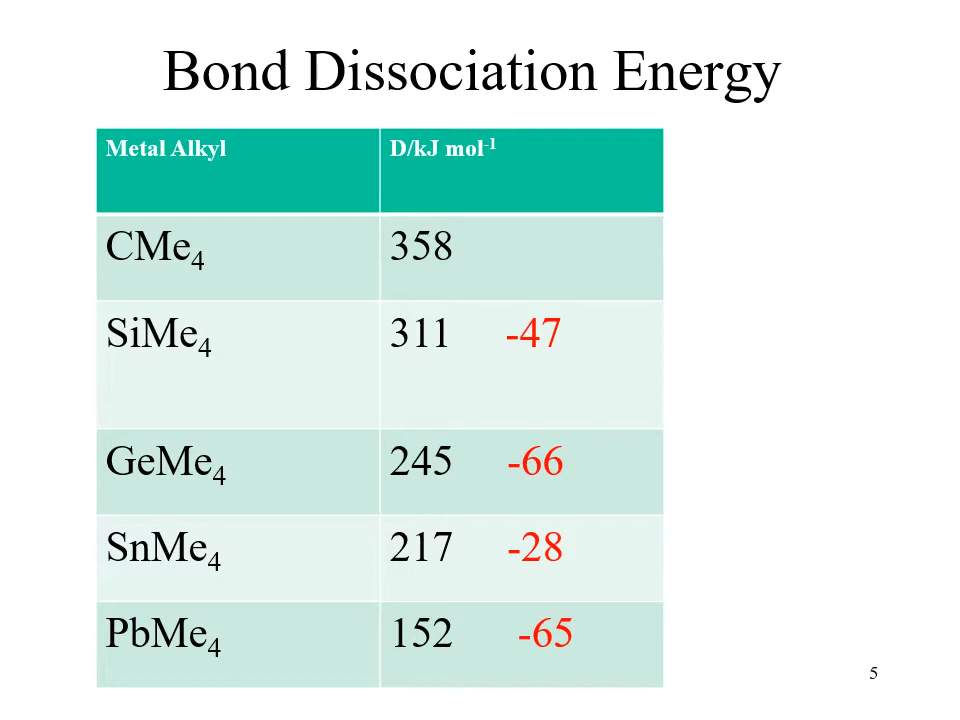 Bond Dissociation Energy
Metal Alkyl D/kJ mol⁻¹
CMe₄ 358
SiMe₄ 311 -47
GeMe₄ 245 -66
SnMe₄ 217 -28
PbMe₄ 152 -65
5